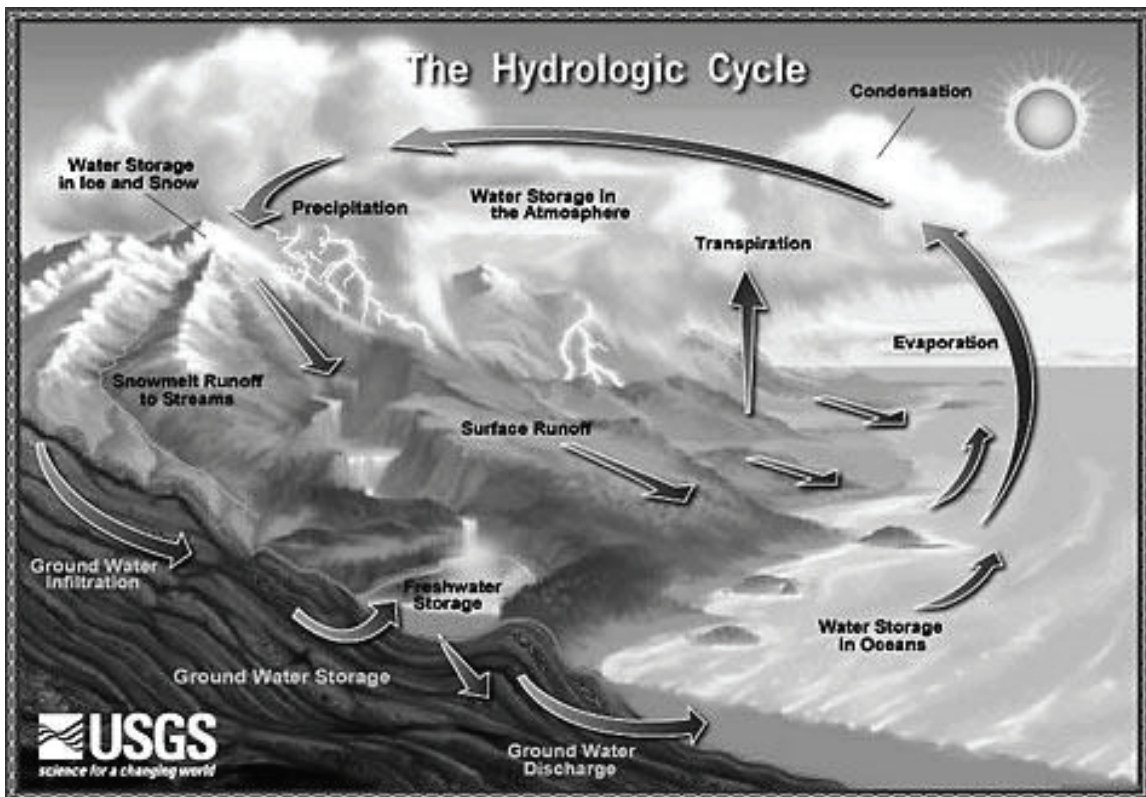 The Hydrologic Cycle
Condensation
Water Storage
in Ice and Snow
Precipitation
Water Storage in
the Atmosphere
Transpiration
Evaporation
Snowmelt Runoff
to Streams
Surface Runoff
Ground Water
Infiltration
Freshwater
Storage
Water Storage
in Oceans
Ground Water Storage
Ground Water
Discharge
USGS
science for a changing world